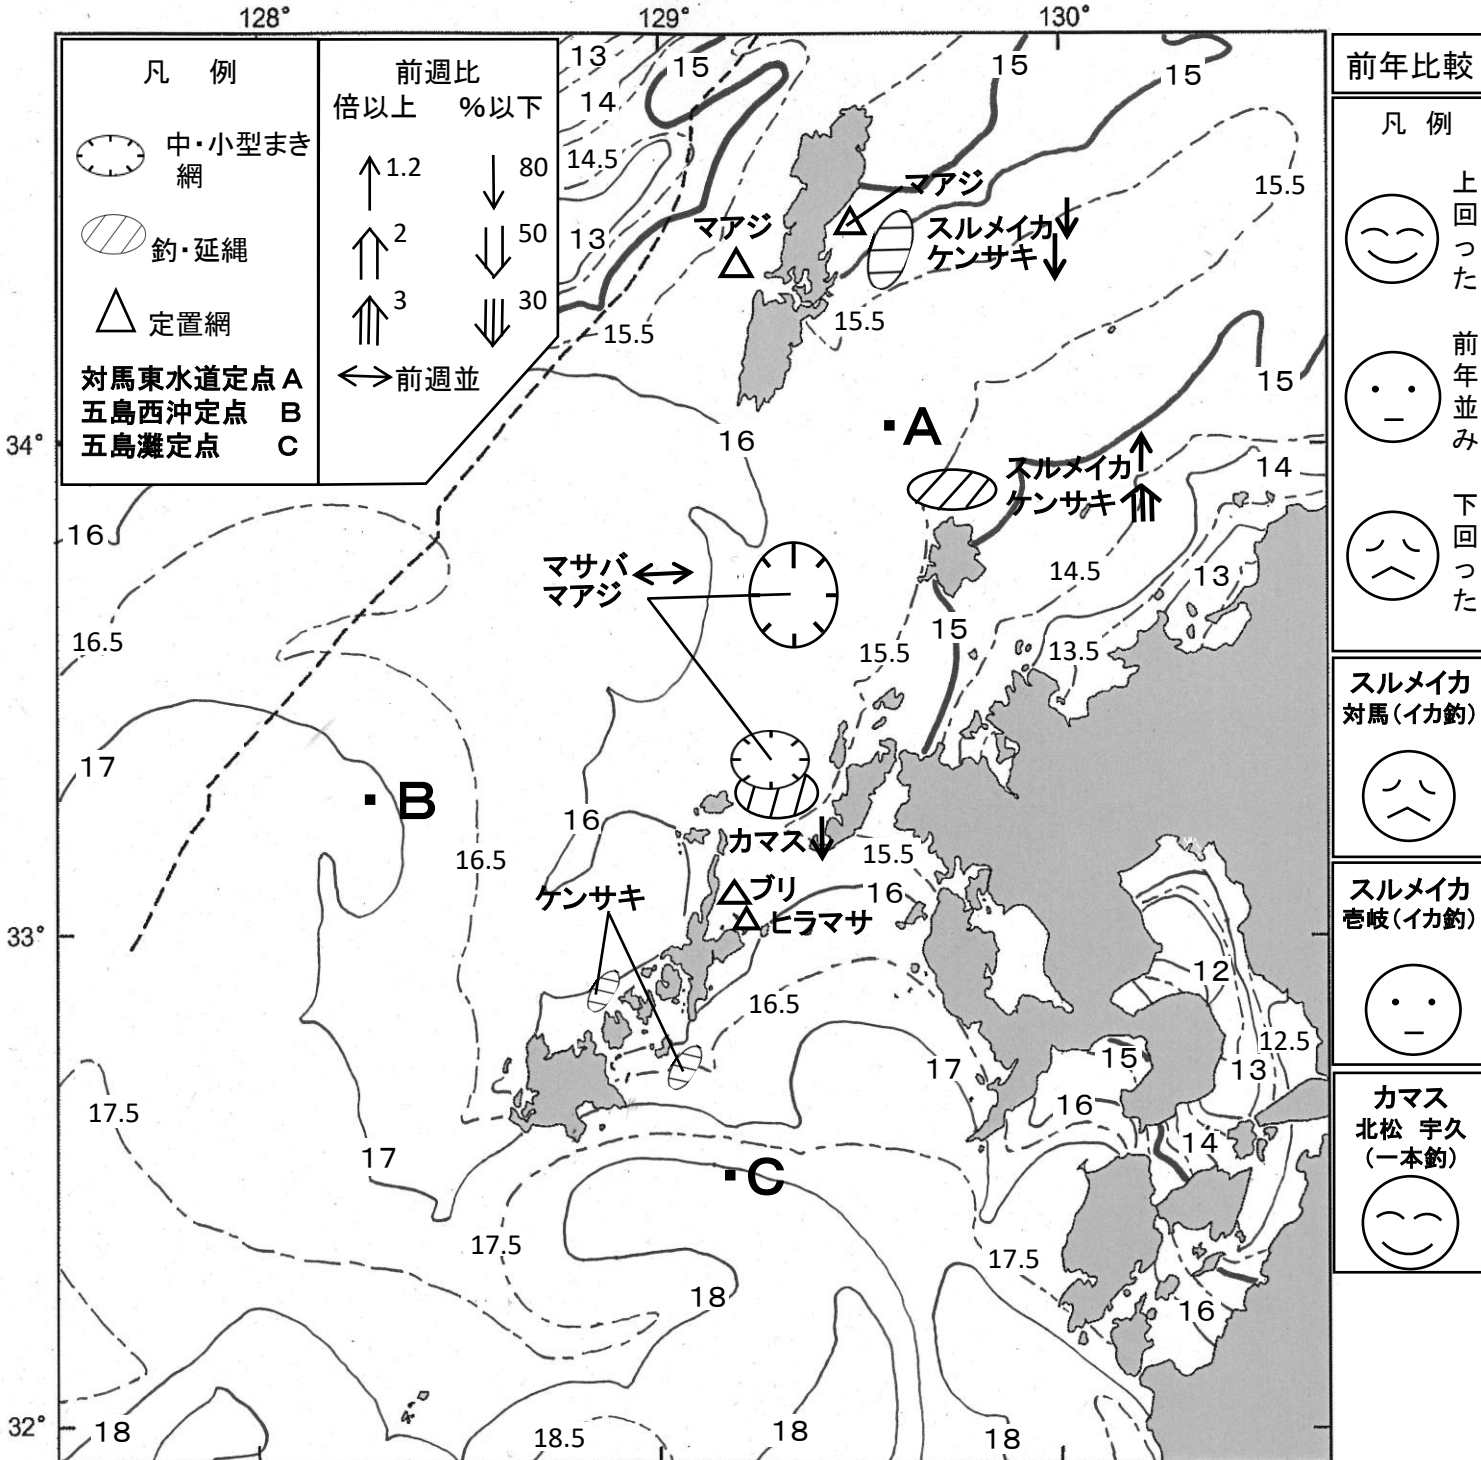 128°
129°
130°
34°
33°
32°
凡　例
中・小型まき
網
釣・延縄
定置網
対馬東水道定点 A
五島西沖定点　B
五島灘定点　C
前週比
倍以上　%以下
1.2
80
2
50
3
30
前週並
13
14
14.5
13
15
15
15
15.5
マアジ
マアジ
スルメイカ
ケンサキ
15.5
15.5
15
16
A
スルメイカ
ケンサキ
14
16
マサバ
マアジ
14.5
13
16.5
15
15.5
13.5
17
B
16
16.5
カマス
15.5
ブリ
16
ケンサキ
ヒラマサ
12
16.5
12.5
15
13
17
17.5
16
14
17
C
17.5
17.5
18
16
18
18.5
18
18
前年比較
凡 例
上回った
前年並み
下回った
スルメイカ
対馬（イカ釣）
スルメイカ
壱岐（イカ釣）
カマス
北松 宇久
（一本釣）